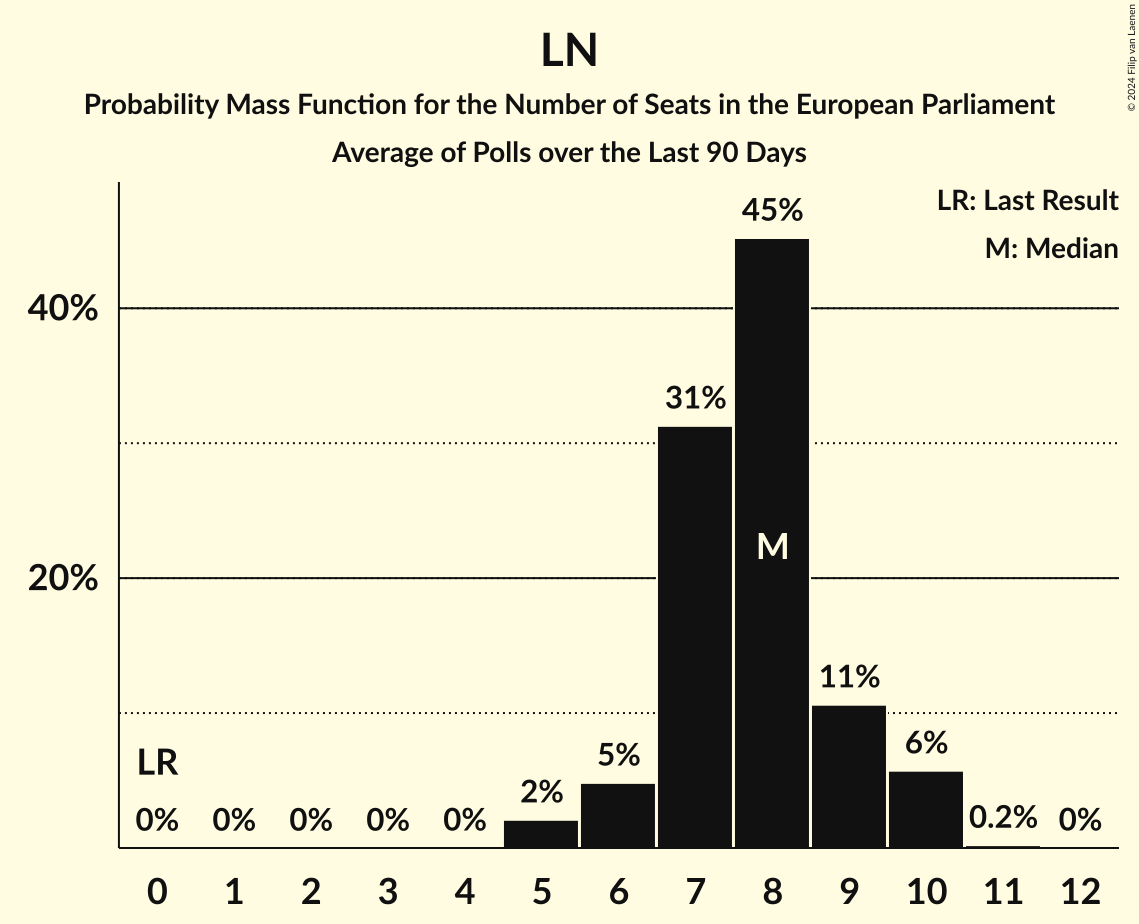 LN
Probability Mass Function for the Number of Seats in the European Parliament
Average of Polls over the Last 90 Days
© 2024 Filip van Laenen
LR: Last Result
M: Median
45%
40%
31%
M
20%
11%
LR
5%
6%
2%
0% 0% 0% 0% 0% 0.2% 0%
0 1 2 3 4 5 6 7 8 9 10 11 12